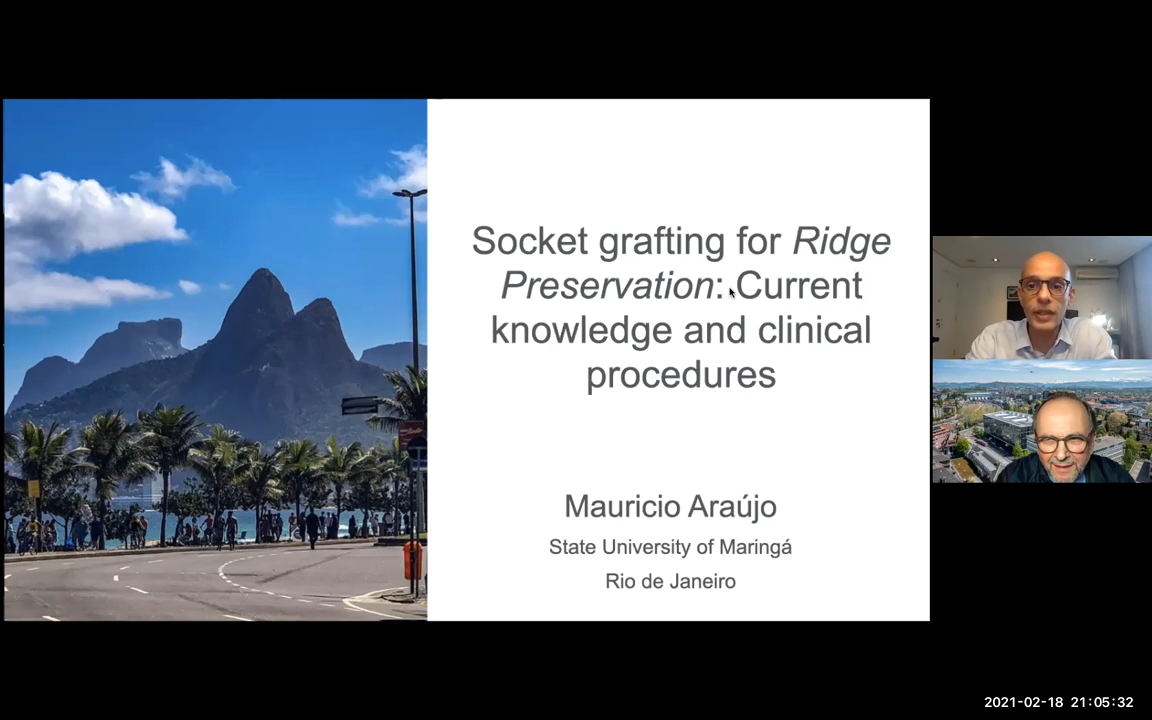 Socket grafting for Ridge
Preservation: Current
knowledge and clinical
procedures
Mauricio Araújo
State University of Maringá
Rio de Janeiro
2021-02-18 21:05:32